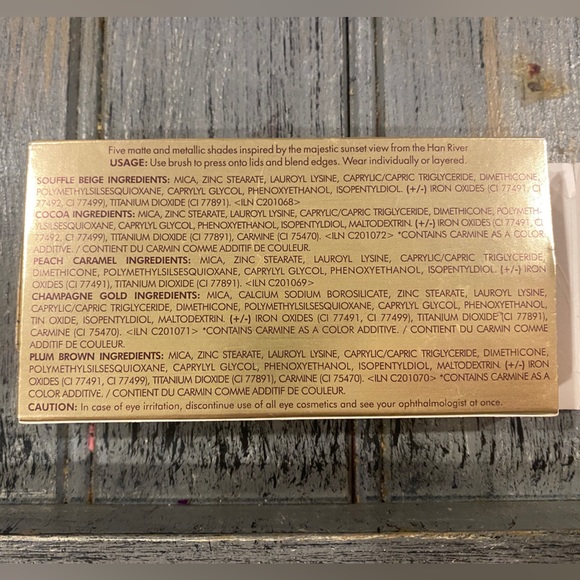 Five matte and metallic shades inspired by the majestic sunset view from the Han River
USAGE: Use brush to press onto lids and blend edges. Wear individually or layered.
SOUFFLE BEIGE INGREDIENTS: MICA, ZINC STEARATE, LAUROYL LYSINE, CAPRYLIC/CAPRIC TRIGLYCERIDE, DIMETHICONE,
POLYMETHYLSILSESQUIOXANE, CAPRYLYL GLYCOL, PHENOXYETHANOL, ISOPENTYLDIOL. (+/-) IRON OXIDES (CI 77491, CI
77492, CI 77499), TITANIUM DIOXIDE (CI 77891). <ILN C201068>
COCOA INGREDIENTS: MICA, ZINC STEARATE, LAUROYL LYSINE, CAPRYLIC/CAPRIC TRIGLYCERIDE, DIMETHICONE, POLYMETH-
YLSILSESQUIOXANE, CAPRYLYL GLYCOL, PHENOXYETHANOL, ISOPENTYLDIOL, MALTODEXTRIN. (+/-) IRON OXIDES (CI 77491, CI
77492, CI 77499), TITANIUM DIOXIDE (CI 77891), CARMINE (CI 75470). <ILN C201072> *CONTAINS CARMINE AS A COLOR
ADDITIVE. / CONTIENT DU CARMIN COMME ADDITIF DE COULEUR.
PEACH CARAMEL INGREDIENTS: MICA, ZINC STEARATE, LAUROYL LYSINE, CAPRYLIC/CAPRIC TRIGLYCERIDE,
DIMETHICONE, POLYMETHYLSILSESQUIOXANE, CAPRYLYL GLYCOL, PHENOXYETHANOL, ISOPENTYLDIOL. (+/-) IRON
OXIDES (CI 77491), TITANIUM DIOXIDE (CI 77891). <ILN C201069>
CHAMPAGNE GOLD INGREDIENTS: MICA, CALCIUM SODIUM BOROSILICATE, ZINC STEARATE, LAUROYL LYSINE,
CAPRYLIC/CAPRIC TRIGLYCERIDE, DIMETHICONE, POLYMETHYLSILSESQUIOXANE, CAPRYLYL GLYCOL, PHENOXYETHANOL,
TIN OXIDE, ISOPENTYLDIOL, MALTODEXTRIN. (+/-) IRON OXIDES (CI 77491, CI 77499), TITANIUM DIOXIDE (CI 77891),
CARMINE (CI 75470). <ILN C201071> *CONTAINS CARMINE AS A COLOR ADDITIVE. / CONTIENT DU CARMIN COMME
ADDITIF DE COULEUR.
PLUM BROWN INGREDIENTS: MICA, ZINC STEARATE, LAUROYL LYSINE, CAPRYLIC/CAPRIC TRIGLYCERIDE, DIMETHICONE,
POLYMETHYLSILSESQUIOXANE, CAPRYLYL GLYCOL, PHENOXYETHANOL, ISOPENTYLDIOL, MALTODEXTRIN. (+/-) IRON
OXIDES (CI 77491, CI 77499), TITANIUM DIOXIDE (CI 77891), CARMINE (CI 75470). <ILN C201070> *CONTAINS CARMINE AS A
COLOR ADDITIVE. / CONTIENT DU CARMIN COMME ADDITIF DE COULEUR.
CAUTION: In case of eye irritation, discontinue use of all eye cosmetics and see your ophthalmologist at once.